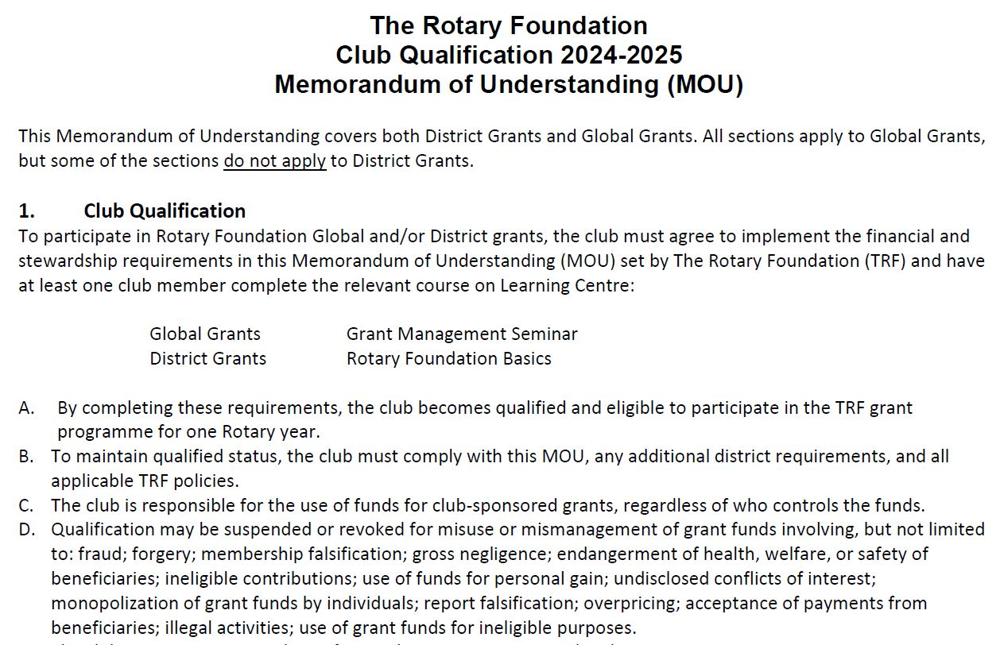 The Rotary Foundation
Club Qualification 2024-2025
Memorandum of Understanding (MOU)
This Memorandum of Understanding covers both District Grants and Global Grants. All sections apply to Global Grants,
but some of the sections do not apply to District Grants.
1. Club Qualification
To participate in Rotary Foundation Global and/or District grants, the club must agree to implement the financial and
stewardship requirements in this Memorandum of Understanding (MOU) set by The Rotary Foundation (TRF) and have
at least one club member complete the relevant course on Learning Centre:
Global Grants Grant Management Seminar
District Grants Rotary Foundation Basics
A. By completing these requirements, the club becomes qualified and eligible to participate in the TRF grant
programme for one Rotary year.
B. To maintain qualified status, the club must comply with this MOU, any additional district requirements, and all
applicable TRF policies.
C. The club is responsible for the use of funds for club-sponsored grants, regardless of who controls the funds.
D. Qualification may be suspended or revoked for misuse or mismanagement of grant funds involving, but not limited
to: fraud; forgery; membership falsification; gross negligence; endangerment of health, welfare, or safety of
beneficiaries; ineligible contributions; use of funds for personal gain; undisclosed conflicts of interest;
monopolization of grant funds by individuals; report falsification; overpricing; acceptance of payments from
beneficiaries; illegal activities; use of grant funds for ineligible purposes.